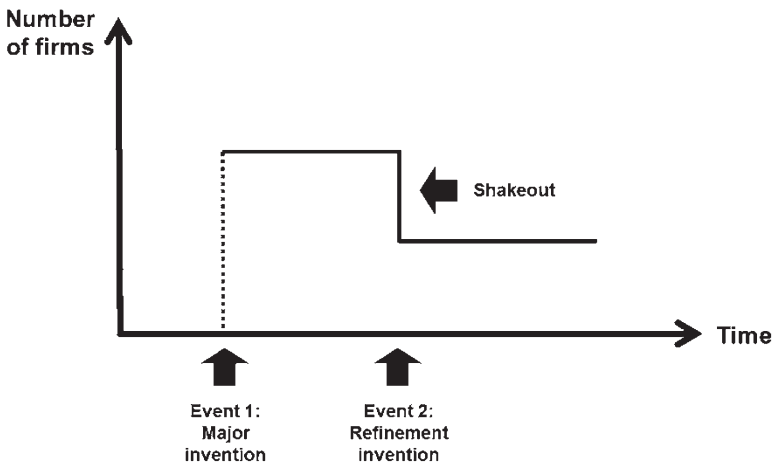 Number
of firms
Shakeout
Time
Event 1:
Major
invention
Event 2:
Refinement
invention